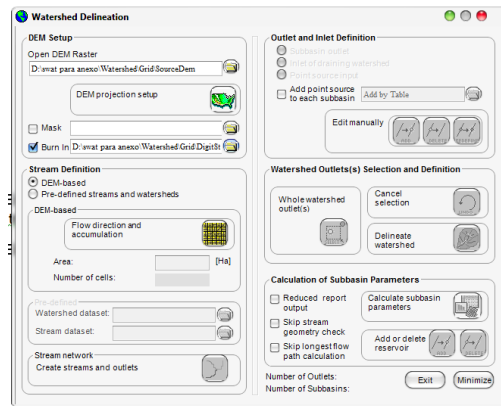 Watershed Delineation
DEM Setup
Open DEM Raster
D:\swat para anexo\Watershed\Grid\SourceDem
DEM projection setup
Mask
Burn In D:\swat para anexo\Watershed\Grid\DigitSt
Stream Definition
DEM-based
Pre-defined streams and watersheds
DEM-based
Flow direction and
accumulation
Area: [Ha]
Number of cells:
Pre-defined
Watershed dataset:
Stream dataset:
Stream network
Create streams and outlets
Outlet and Inlet Definition
Subbasin outlet
Inlet of draining watershed
Point source input
Add point source
to each subbasin
Add by Table
Edit manually
Watershed Outlets(s) Selection and Definition
Whole watershed
outlet(s)
Cancel
selection
Delineate
watershed
Calculation of Subbasin Parameters
Reduced report
output
Skip stream
geometry check
Skip longest flow
path calculation
Calculate subbasin
parameters
Add or delete
reservoir
Number of Outlets:
Number of Subbasins:
Exit
Minimize